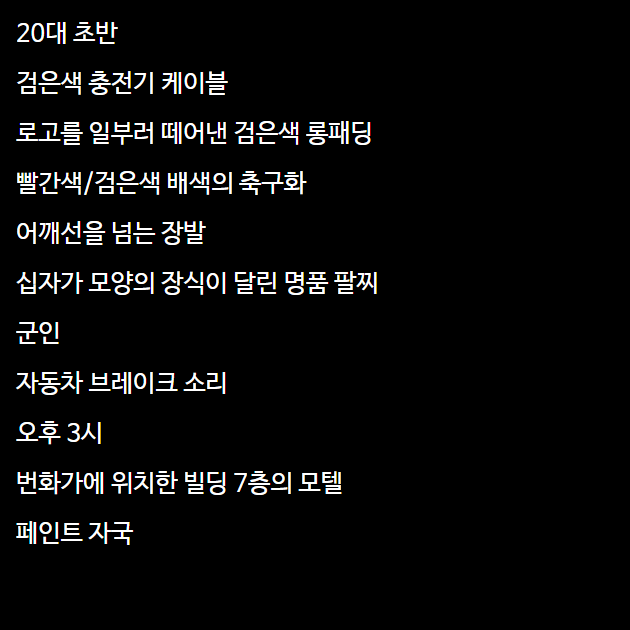 20대 초반
검은색 충전기 케이블
로고를 일부러 떼어낸 검은색 롱패딩
빨간색/검은색 배색의 축구화
어깨선을 넘는 장발
십자가 모양의 장식이 달린 명품 팔찌
군인
자동차 브레이크 소리
오후 3시
번화가에 위치한 빌딩 7층의 모텔
페인트 자국